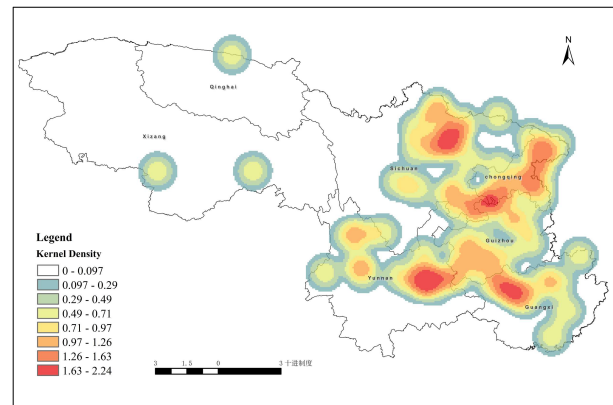 N
Qinghai
Xizang
Sichuan
chongqing
Guizhou
Yunnan
Guangxi
Legend
Kernel Density
0 - 0.097
0.097 - 0.29
0.29 - 0.49
0.49 - 0.71
0.71 - 0.97
0.97 - 1.26
1.26 - 1.63
1.63 - 2.24
3 1.5 0 3 十进制度